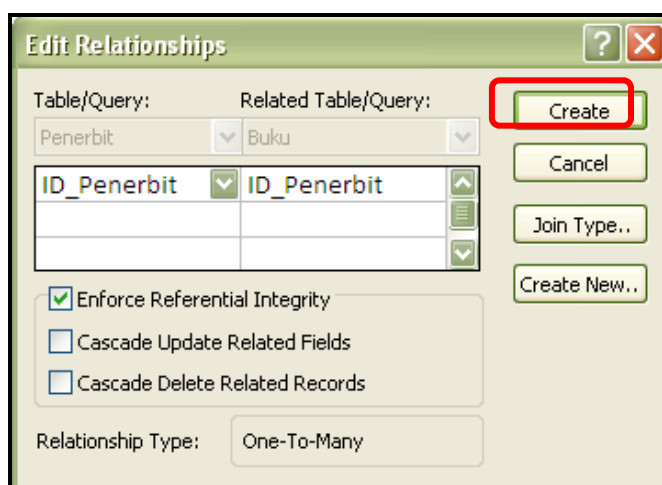 Edit Relationships
Table/Query: Related Table/Query:
Penerbit Buku
ID_Penerbit ID_Penerbit
Enforce Referential Integrity
Cascade Update Related Fields
Cascade Delete Related Records
Relationship Type: One-To-Many
Create
Cancel
Join Type..
Create New..